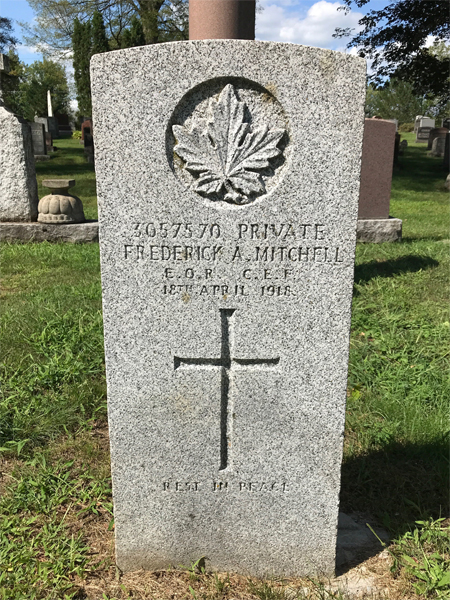 3057570 PRIVATE
FREDERICK A. MITCHELL
E.O.R. C.E.F.
18TH APRIL 1918.
REST IN PEACE